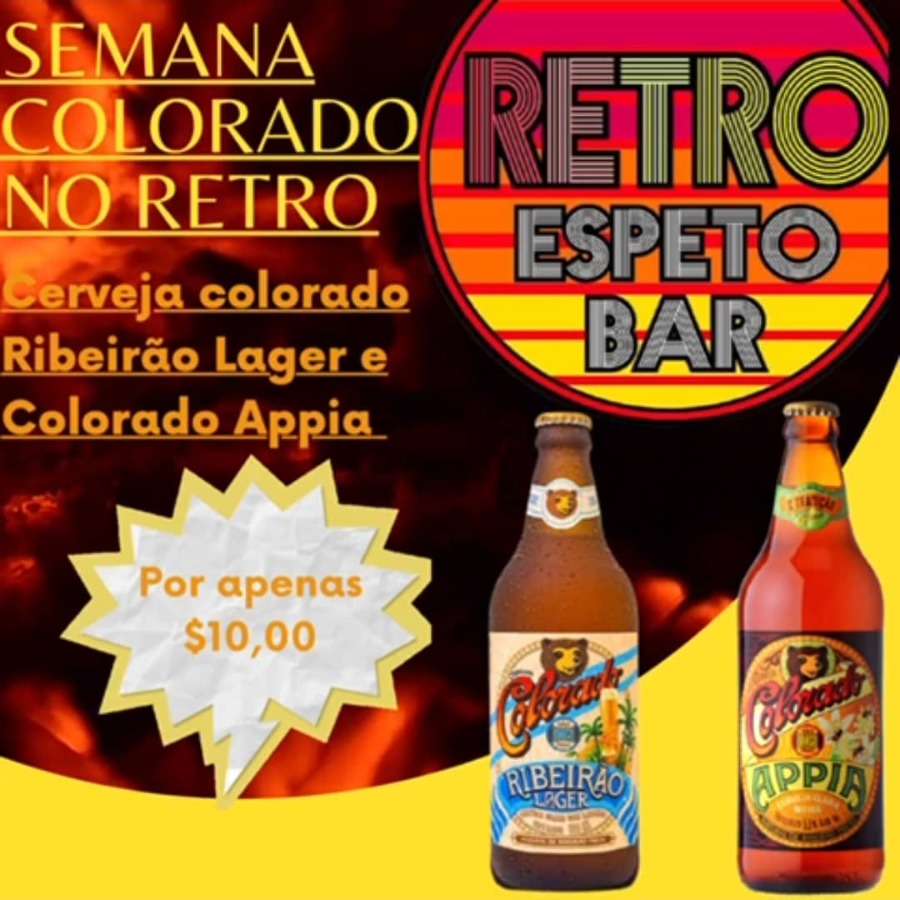 SEMANA
COLORADO
NO RETRO
Cerveja colorado
Ribeirão Lager e
Colorado Appia
Por apenas
$10,00
RETRO
ESPETO
BAR
Colorado
RIBEIRÃO
LAGER
Colorado
APPIA